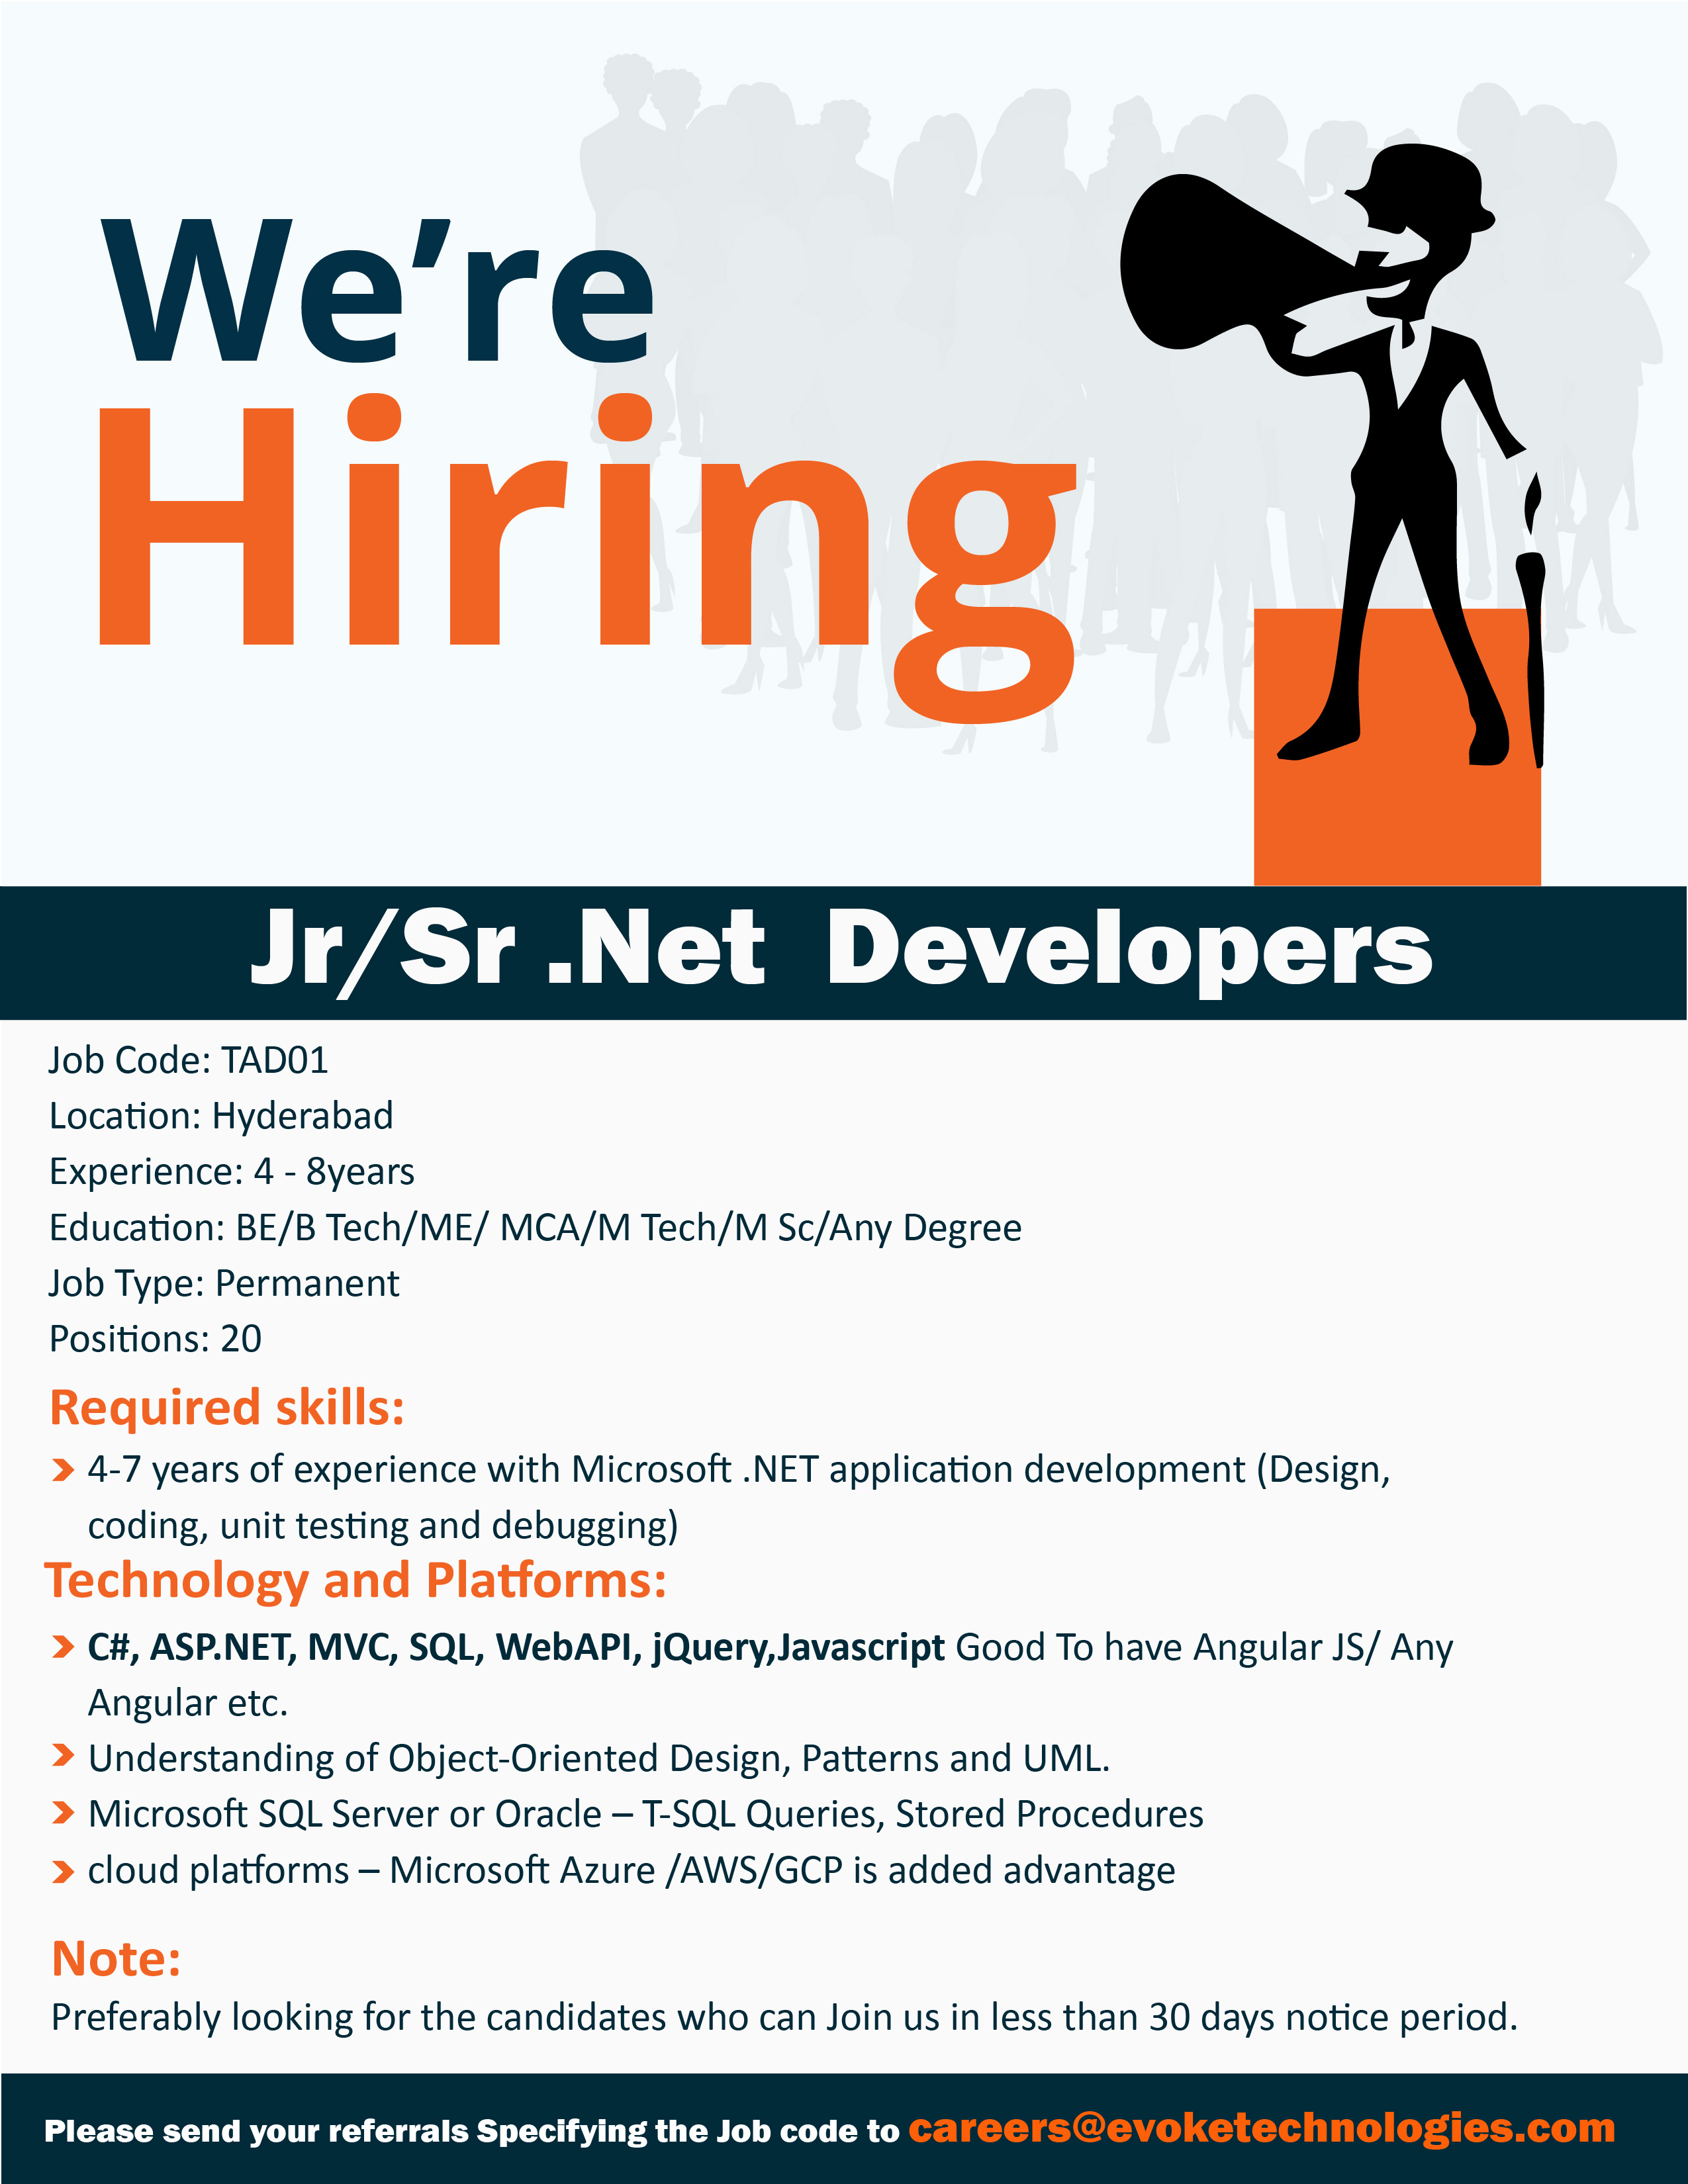 We’re
Hiring
Jr/Sr .Net Developers
Job Code: TAD01
Location: Hyderabad
Experience: 4 - 8years
Education: BE/B Tech/ME/ MCA/M Tech/M Sc/Any Degree
Job Type: Permanent
Positions: 20
Required skills:
4-7 years of experience with Microsoft .NET application development (Design,
coding, unit testing and debugging)
Technology and Platforms:
C#, ASP.NET, MVC, SQL, WebAPI, jQuery,Javascript Good To have Angular JS/ Any
Angular etc.
Understanding of Object-Oriented Design, Patterns and UML.
Microsoft SQL Server or Oracle – T-SQL Queries, Stored Procedures
cloud platforms – Microsoft Azure /AWS/GCP is added advantage
Note:
Preferably looking for the candidates who can Join us in less than 30 days notice period.
Please send your referrals Specifying the Job code to careers@evoketechnologies.com